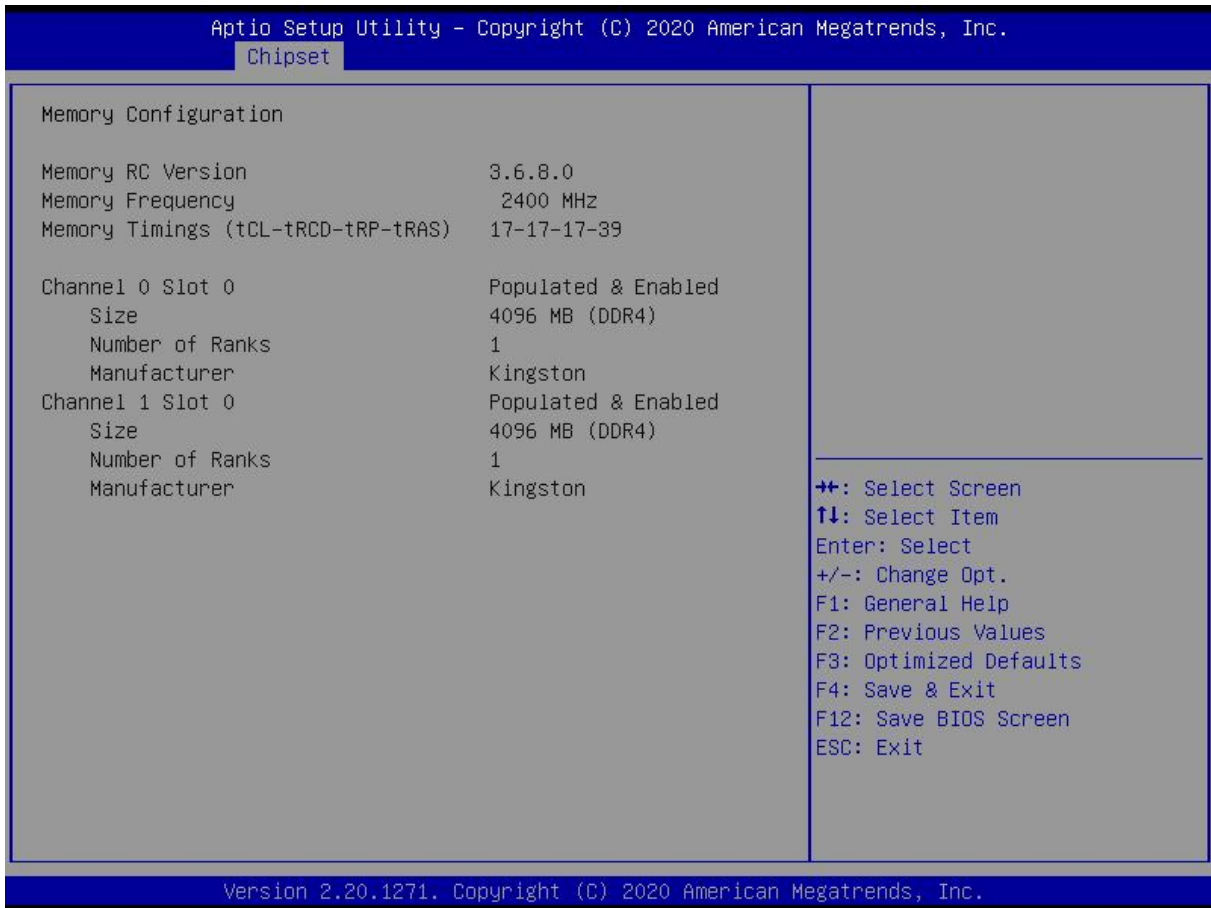 Aptio Setup Utility – Copyright (C) 2020 American Megatrends, Inc.
Chipset
Memory Configuration
Memory RC Version 3.6.8.0
Memory Frequency 2400 MHz
Memory Timings (tCL-tRCD-tRP-tRAS) 17-17-17-39
Channel 0 Slot 0 Populated & Enabled
Size 4096 MB (DDR4)
Number of Ranks 1
Manufacturer Kingston
Channel 1 Slot 0 Populated & Enabled
Size 4096 MB (DDR4)
Number of Ranks 1
Manufacturer Kingston
→←: Select Screen
↑↓: Select Item
Enter: Select
+/-: Change Opt.
F1: General Help
F2: Previous Values
F3: Optimized Defaults
F4: Save & Exit
F12: Save BIOS Screen
ESC: Exit
Version 2.20.1271. Copyright (C) 2020 American Megatrends, Inc.